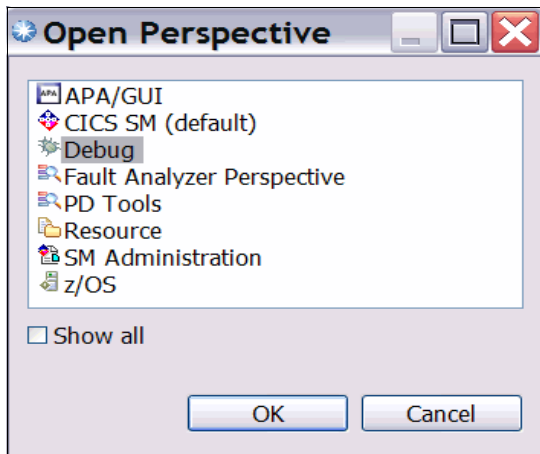 Open Perspective
APA APA/GUI
CICS SM (default)
Debug
Fault Analyzer Perspective
PD Tools
Resource
SM Administration
z/OS
Show all
OK Cancel